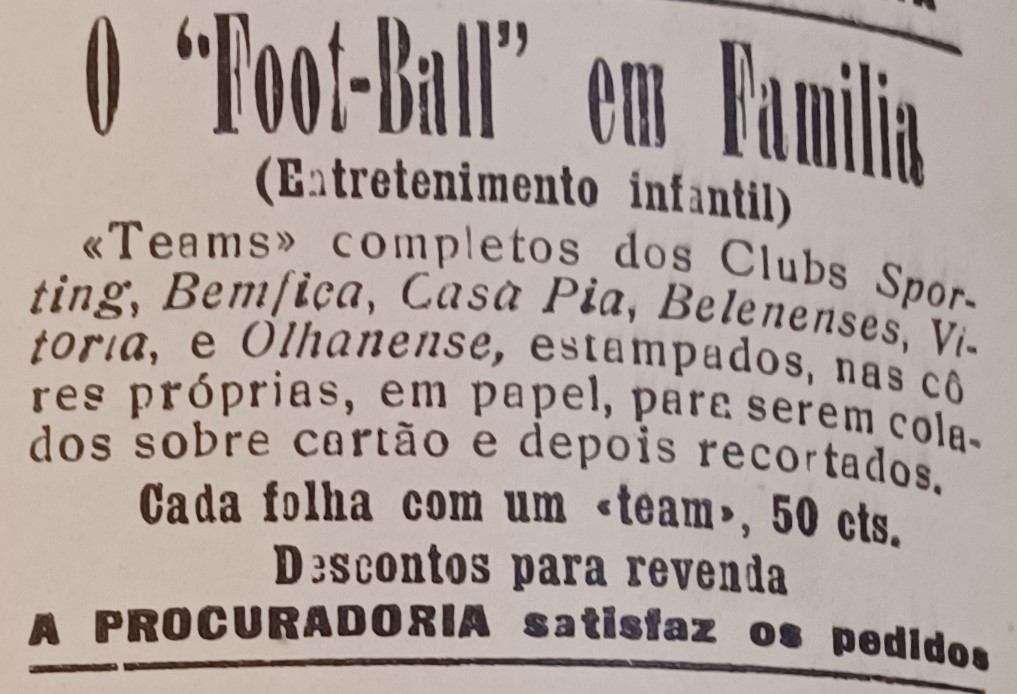 O “Foot-Ball” em Familia
(Entretenimento infantil)
«Teams» completos dos Clubs Spor-
ting, Bemfica, Casa Pia, Belenenses, Vi-
toria, e Olhanense, estampados, nas cô
res próprias, em papel, para serem cola-
dos sobre cartão e depois recortados.
Cada folha com um «team», 50 cts.
Descontos para revenda
A PROCURADORIA satisfaz os pedidos